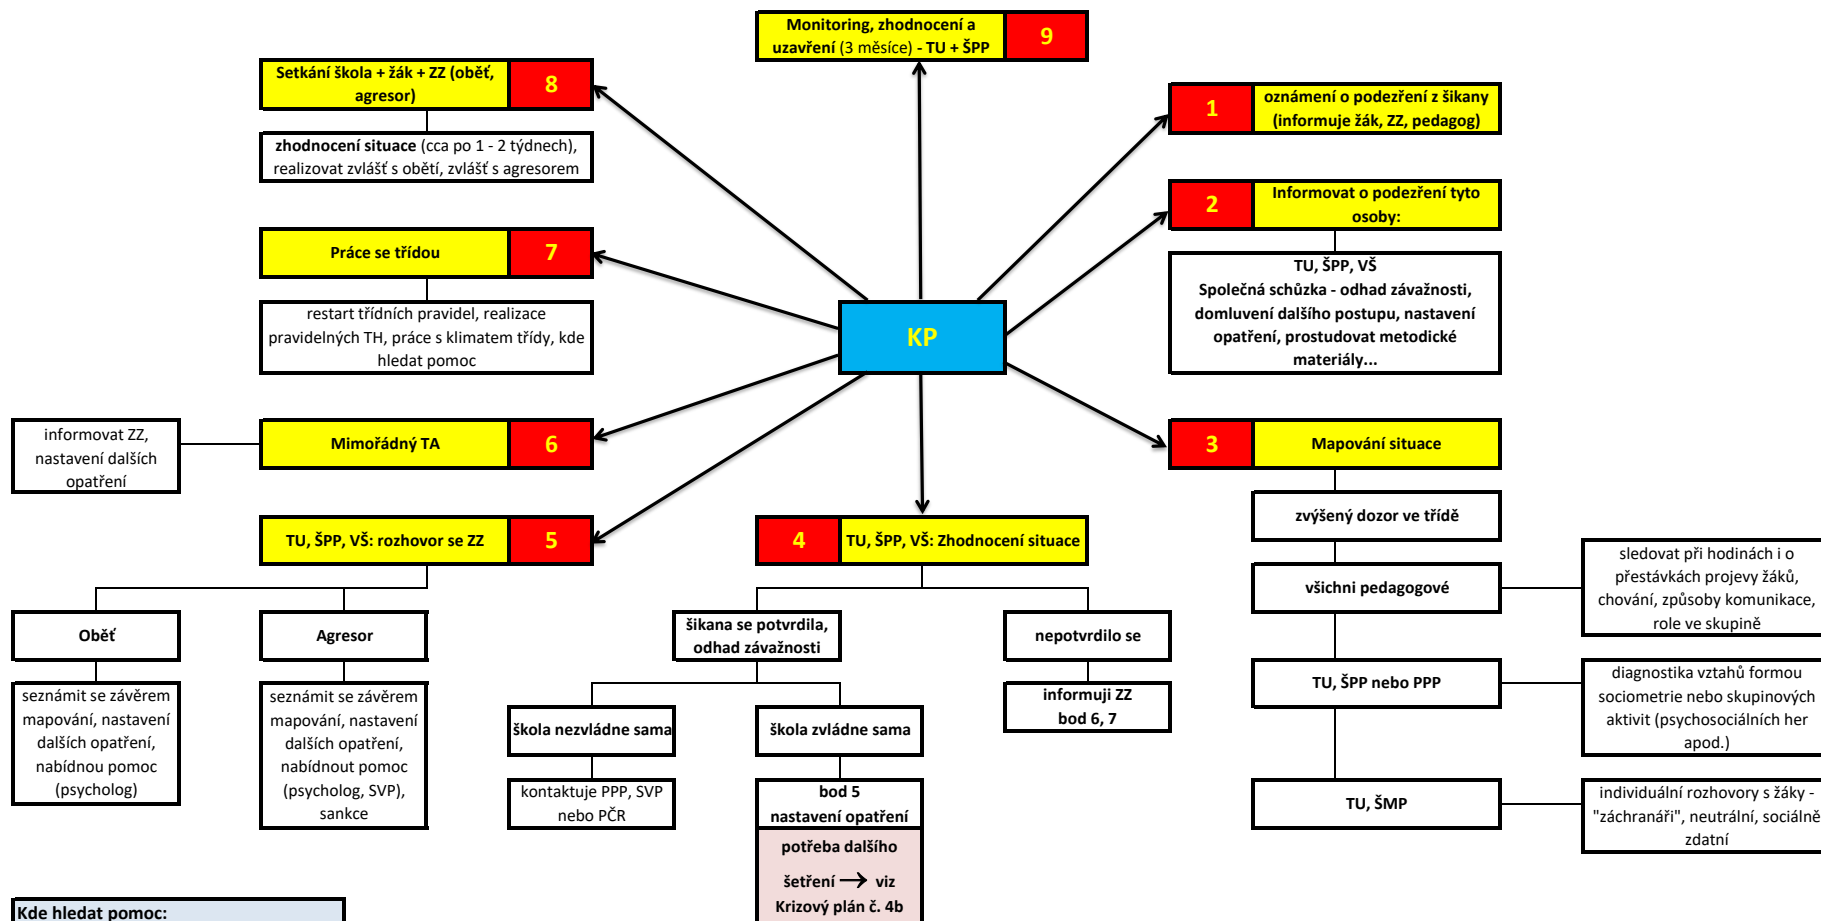 Monitoring, zhodnocení a
uzavření (3 měsíce) - TU + ŠPP
9
Setkání škola + žák + ZZ (oběť,
agresor)
8
zhodnocení situace (cca po 1 - 2 týdnech),
realizovat zvlášť s obětí, zvlášť s agresorem
1
oznámení o podezření z šikany
(informuje žák, ZZ, pedagog)
2
Informovat o podezření tyto
osoby:
TU, ŠPP, VŠ
Společná schůzka - odhad závažnosti,
domluvení dalšího postupu, nastavení
opatření, prostudovat metodické
materiály...
Práce se třídou
7
restart třídních pravidel, realizace
pravidelných TH, práce s klimatem třídy, kde
hledat pomoc
KP
informovat ZZ,
nastavení dalších
opatření
Mimořádný TA
6
3
Mapování situace
zvýšený dozor ve třídě
všichni pedagogové
sledovat při hodinách i o
přestávkách projevy žáků,
chování, způsoby komunikace,
role ve skupině
TU, ŠPP nebo PPP
diagnostika vztahů formou
sociometrie nebo skupinových
aktivit (psychosociálních her
apod.)
TU, ŠMP
individuální rozhovory s žáky -
"záchranáři", neutrální, sociálně
zdatní
TU, ŠPP, VŠ: rozhovor se ZZ
5
Oběť
seznámit se závěrem
mapování, nastavení
dalších opatření,
nabídnou pomoc
(psycholog)
Agresor
seznámit se závěrem
mapování, nastavení
dalších opatření,
nabídnout pomoc
(psycholog, SVP),
sankce
4
TU, ŠPP, VŠ: Zhodnocení situace
šikana se potvrdila,
odhad závažnosti
nepotvrdilo se
informuji ZZ
bod 6, 7
škola nezvládne sama
kontaktuje PPP, SVP
nebo PČR
škola zvládne sama
bod 5
nastavení opatření
potřeba dalšího
šetření → viz
Krizový plán č. 4b
Kde hledat pomoc: